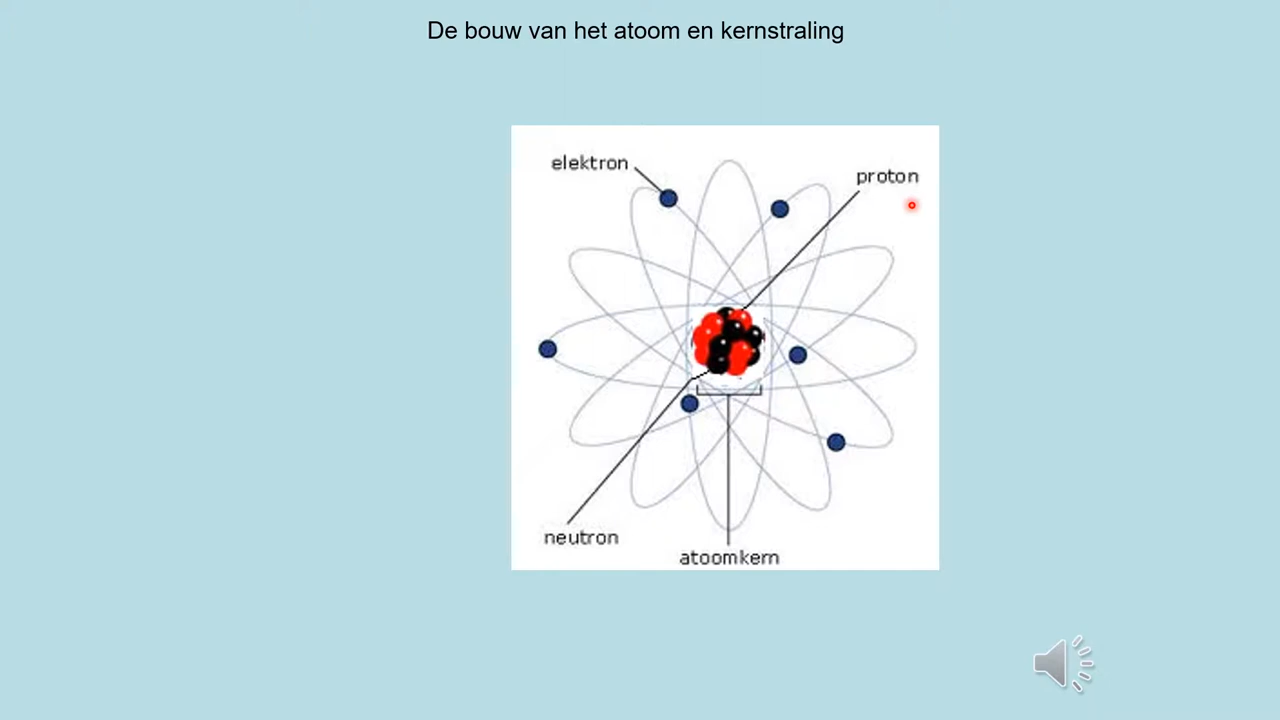 De bouw van het atoom en kernstraling
elektron
proton
neutron
atoomkern